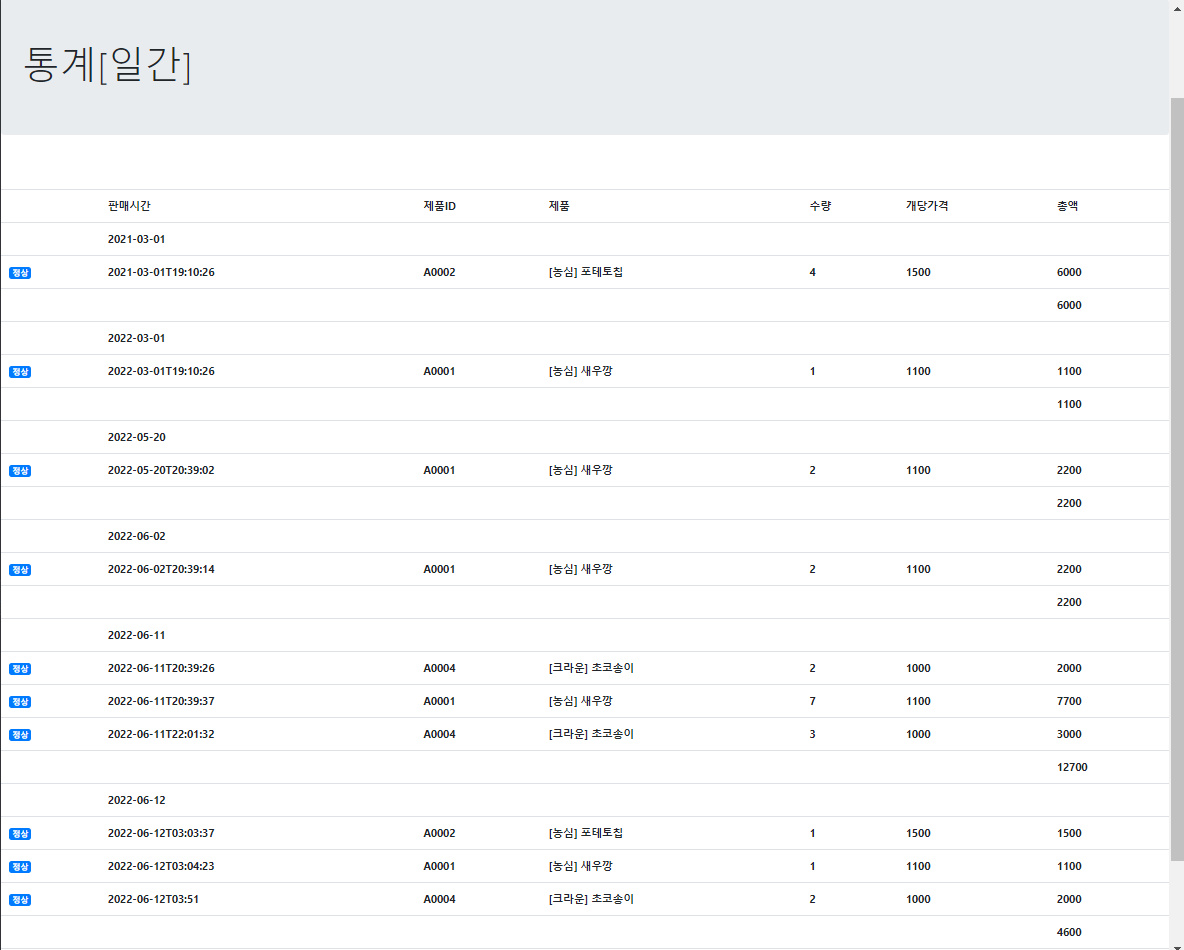 통계[일간]
판매시간 제품ID 제품 수량 개당가격 총액
2021-03-01
정상 2021-03-01T19:10:26 A0002 [농심] 포테토칩 4 1500 6000
6000
2022-03-01
정상 2022-03-01T19:10:26 A0001 [농심] 새우깡 1 1100 1100
1100
2022-05-20
정상 2022-05-20T20:39:02 A0001 [농심] 새우깡 2 1100 2200
2200
2022-06-02
정상 2022-06-02T20:39:14 A0001 [농심] 새우깡 2 1100 2200
2200
2022-06-11
정상 2022-06-11T20:39:26 A0004 [크라운] 초코송이 2 1000 2000
정상 2022-06-11T20:39:37 A0001 [농심] 새우깡 7 1100 7700
정상 2022-06-11T22:01:32 A0004 [크라운] 초코송이 3 1000 3000
12700
2022-06-12
정상 2022-06-12T03:03:37 A0002 [농심] 포테토칩 1 1500 1500
정상 2022-06-12T03:04:23 A0001 [농심] 새우깡 1 1100 1100
정상 2022-06-12T03:51 A0004 [크라운] 초코송이 2 1000 2000
4600